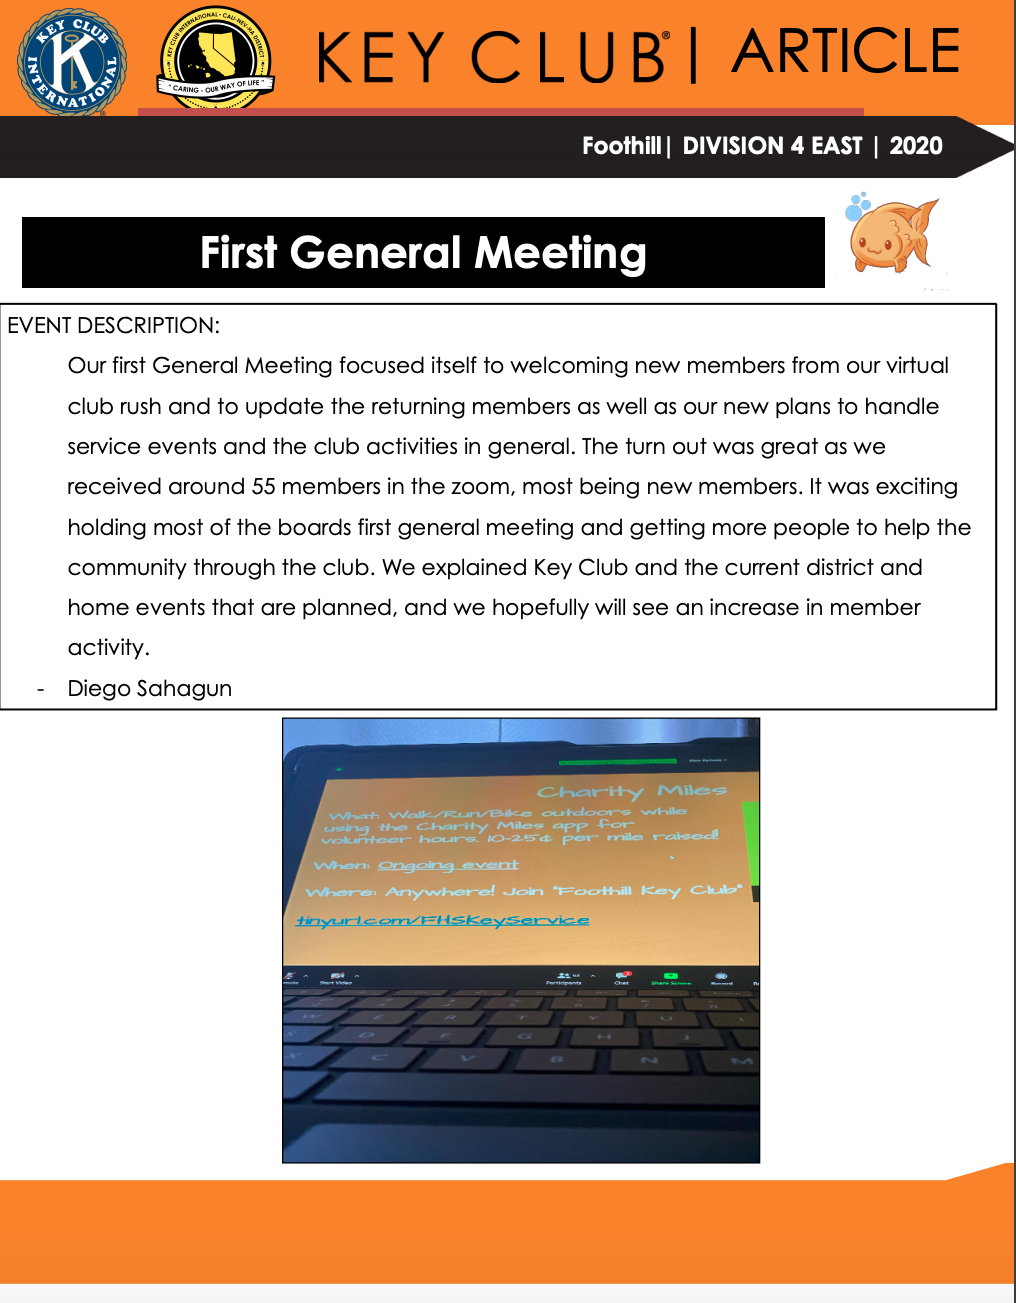 KEY CLUB INTERNATIONAL
KEY CLUB INTERNATIONAL • CALI-NEV-HA DISTRICT
" CARING - OUR WAY OF LIFE "
KEY CLUB® | ARTICLE
Foothill| DIVISION 4 EAST | 2020
First General Meeting
EVENT DESCRIPTION:
Our first General Meeting focused itself to welcoming new members from our virtual
club rush and to update the returning members as well as our new plans to handle
service events and the club activities in general. The turn out was great as we
received around 55 members in the zoom, most being new members. It was exciting
holding most of the boards first general meeting and getting more people to help the
community through the club. We explained Key Club and the current district and
home events that are planned, and we hopefully will see an increase in member
activity.
- Diego Sahagun
Charity Miles
What: Walk/Run/Bike outdoors while
using the Charity Miles app for
volunteer hours. 10-25¢ per mile raised!
When: Ongoing event
Where: Anywhere! Join "Foothill Key Club"
tinyurl.com/FHSKeyService
Start Video Participants Chat Share Screen Record
W E R T Y U I
S D F G H J
X C V B N M